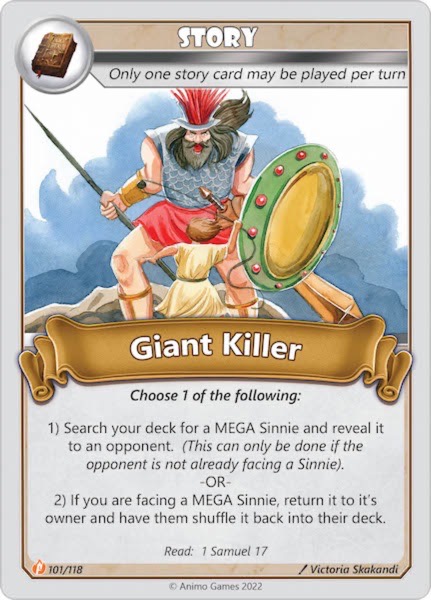 STORY
Only one story card may be played per turn
Giant Killer
Choose 1 of the following:
1) Search your deck for a MEGA Sinnie and reveal it
to an opponent. (This can only be done if the
opponent is not already facing a Sinnie).
-OR-
2) If you are facing a MEGA Sinnie, return it to it's
owner and have them shuffle it back into their deck.
Read: 1 Samuel 17
101/118
Victoria Skakandi
© Animo Games 2022